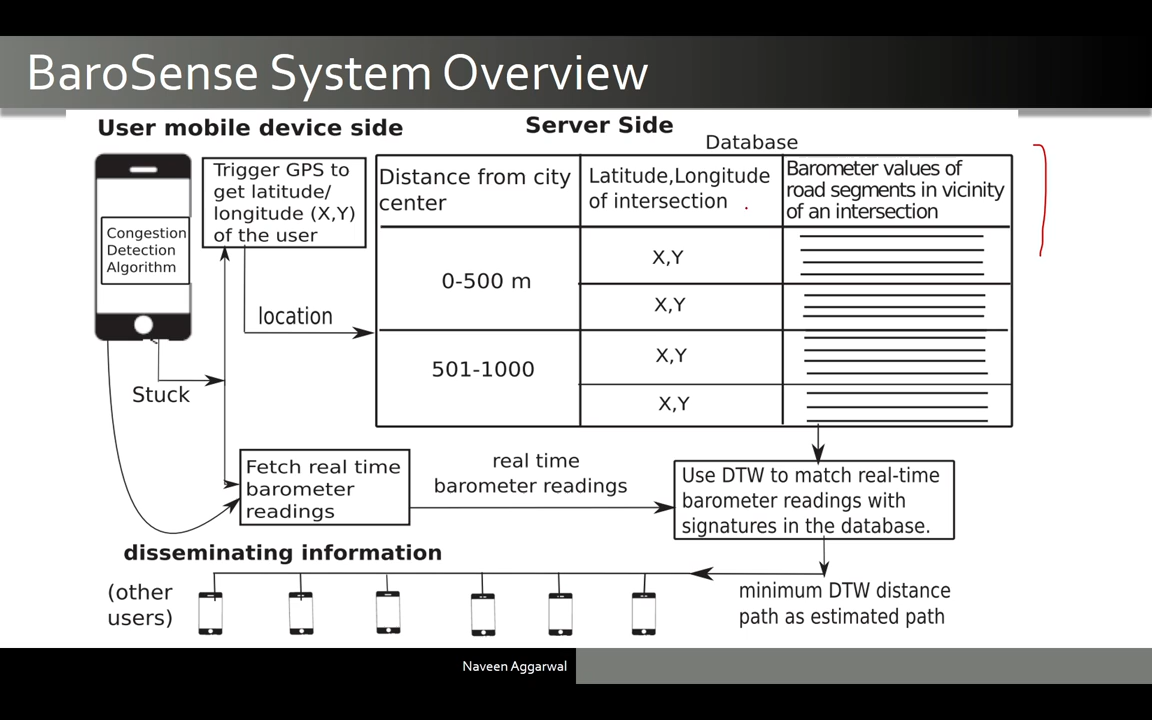 BaroSense System Overview
User mobile device side
Server Side
Database
Congestion
Detection
Algorithm
Trigger GPS to
get latitude/
longitude (X,Y)
of the user
location
Stuck
Distance from city
center
Latitude,Longitude
of intersection
Barometer values of
road segments in vicinity
of an intersection
0-500 m
X,Y
X,Y
501-1000
X,Y
X,Y
Fetch real time
barometer
readings
real time
barometer readings
Use DTW to match real-time
barometer readings with
signatures in the database.
disseminating information
(other
users)
minimum DTW distance
path as estimated path
Naveen Aggarwal